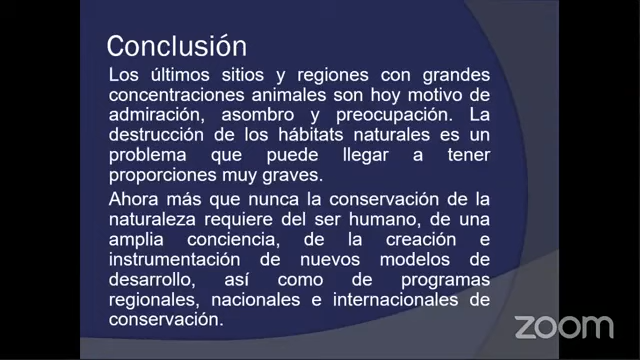 Conclusión
Los últimos sitios y regiones con grandes
concentraciones animales son hoy motivo de
admiración, asombro y preocupación. La
destrucción de los hábitats naturales es un
problema que puede llegar a tener
proporciones muy graves.
Ahora más que nunca la conservación de la
naturaleza requiere del ser humano, de una
amplia conciencia, de la creación e
instrumentación de nuevos modelos de
desarrollo, así como de programas
regionales, nacionales e internacionales de
conservación.
zoom